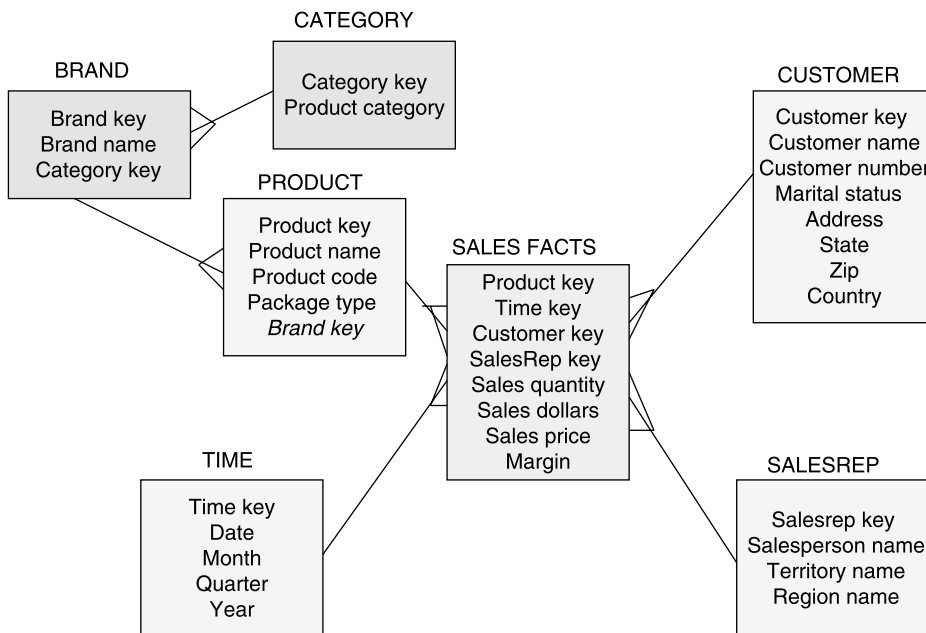 CATEGORY
Category key
Product category
BRAND
Brand key
Brand name
Category key
PRODUCT
Product key
Product name
Product code
Package type
Brand key
SALES FACTS
Product key
Time key
Customer key
SalesRep key
Sales quantity
Sales dollars
Sales price
Margin
CUSTOMER
Customer key
Customer name
Customer number
Marital status
Address
State
Zip
Country
TIME
Time key
Date
Month
Quarter
Year
SALESREP
Salesrep key
Salesperson name
Territory name
Region name